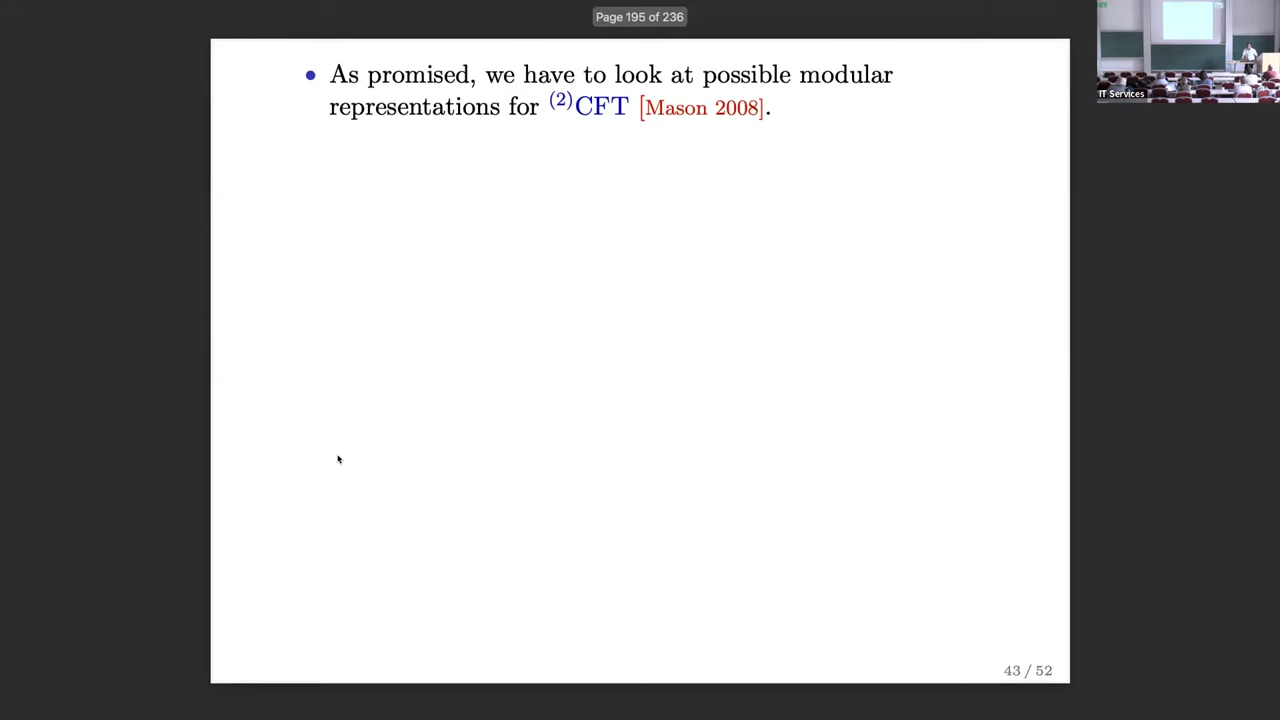 Page 195 of 236
• As promised, we have to look at possible modular
representations for ⁽²⁾CFT [Mason 2008].
IT Services
43 / 52